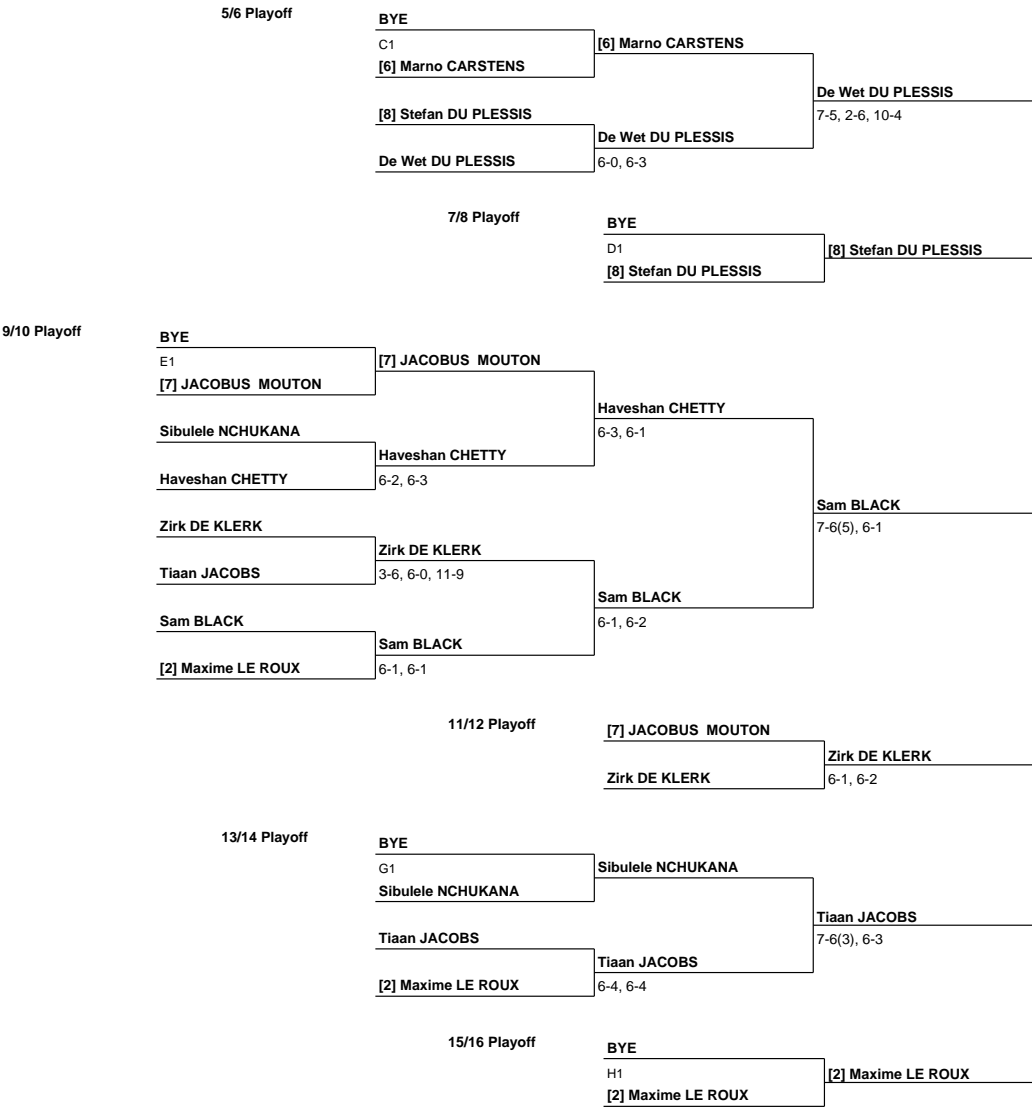 5/6 Playoff
BYE
C1
[6] Marno CARSTENS
[6] Marno CARSTENS
De Wet DU PLESSIS
7-5, 2-6, 10-4
[8] Stefan DU PLESSIS
De Wet DU PLESSIS
De Wet DU PLESSIS
6-0, 6-3
7/8 Playoff
BYE
D1
[8] Stefan DU PLESSIS
[8] Stefan DU PLESSIS
9/10 Playoff
BYE
E1
[7] JACOBUS MOUTON
[7] JACOBUS MOUTON
Haveshan CHETTY
6-3, 6-1
Sibulele NCHUKANA
Haveshan CHETTY
Haveshan CHETTY
6-2, 6-3
Sam BLACK
7-6(5), 6-1
Zirk DE KLERK
Zirk DE KLERK
Tiaan JACOBS
3-6, 6-0, 11-9
Sam BLACK
6-1, 6-2
Sam BLACK
Sam BLACK
[2] Maxime LE ROUX
6-1, 6-1
11/12 Playoff
[7] JACOBUS MOUTON
Zirk DE KLERK
Zirk DE KLERK
6-1, 6-2
13/14 Playoff
BYE
G1
Sibulele NCHUKANA
Sibulele NCHUKANA
Tiaan JACOBS
7-6(3), 6-3
Tiaan JACOBS
Tiaan JACOBS
[2] Maxime LE ROUX
6-4, 6-4
15/16 Playoff
BYE
H1
[2] Maxime LE ROUX
[2] Maxime LE ROUX